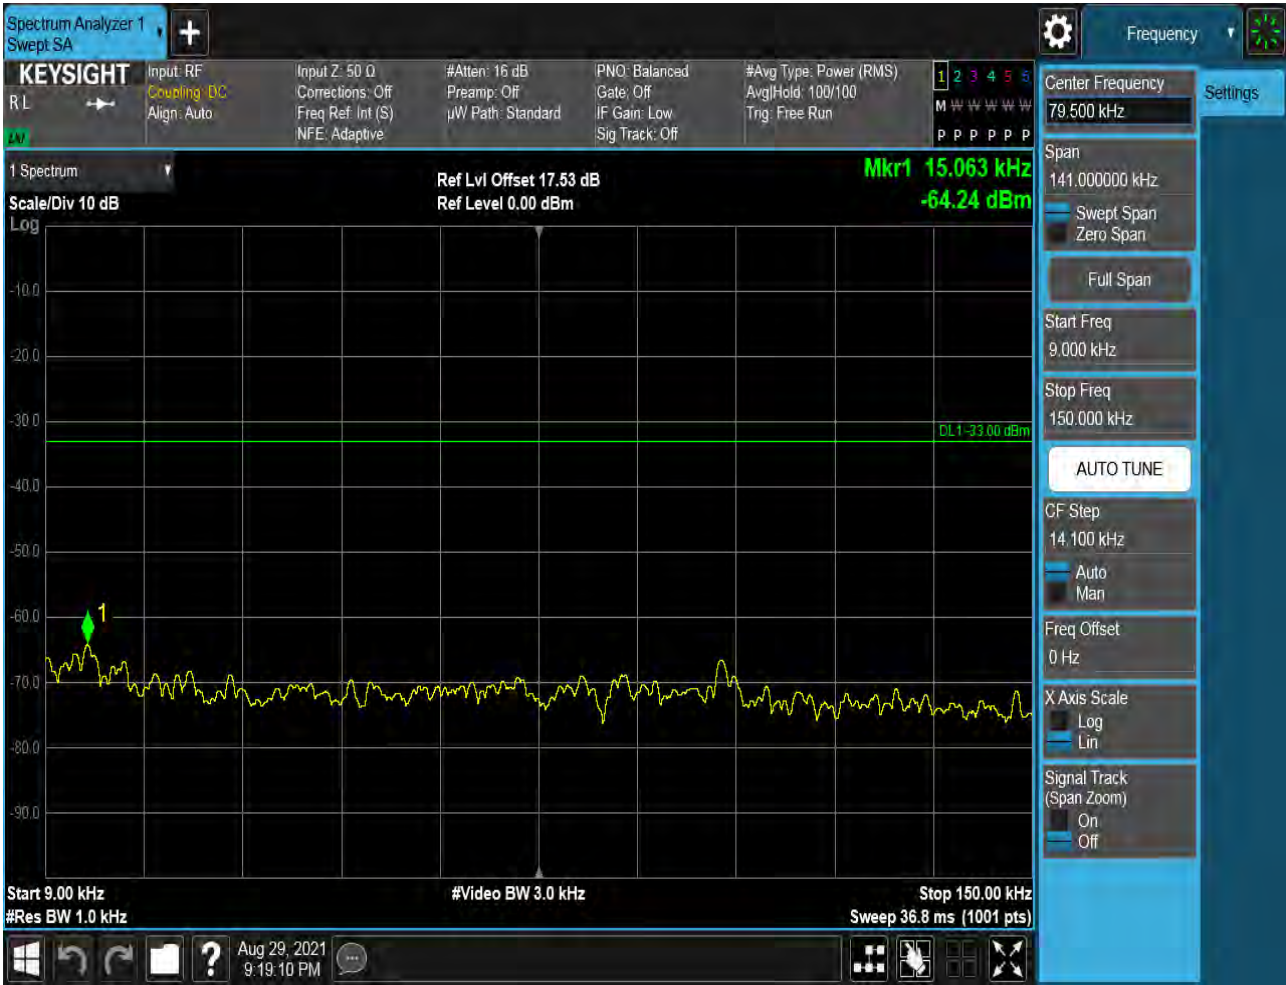 Spectrum Analyzer 1
Swept SA
Frequency
KEYSIGHT
R L
LXI
Input: RF
Coupling: DC
Align: Auto
Input Z: 50 Ω
Corrections: Off
Freq Ref: Int (S)
NFE: Adaptive
#Atten: 16 dB
Preamp: Off
µW Path: Standard
PNO: Balanced
Gate: Off
IF Gain: Low
Sig Track: Off
#Avg Type: Power (RMS)
Avg|Hold: 100/100
Trig: Free Run
1 2 3 4 5 6
M W W W W W
P P P P P P
1 Spectrum
Scale/Div 10 dB
Log
Ref Lvl Offset 17.53 dB
Ref Level 0.00 dBm
Mkr1 15.063 kHz
-64.24 dBm
-10.0
-20.0
-30.0
DL1 -33.00 dBm
-40.0
-50.0
-60.0
1
-70.0
-80.0
-90.0
Start 9.00 kHz
#Video BW 3.0 kHz
Stop 150.00 kHz
#Res BW 1.0 kHz
Sweep 36.8 ms (1001 pts)
Aug 29, 2021
9:19:10 PM
Center Frequency
79.500 kHz
Settings
Span
141.000000 kHz
Swept Span
Zero Span
Full Span
Start Freq
9.000 kHz
Stop Freq
150.000 kHz
AUTO TUNE
CF Step
14.100 kHz
Auto
Man
Freq Offset
0 Hz
X Axis Scale
Log
Lin
Signal Track
(Span Zoom)
On
Off